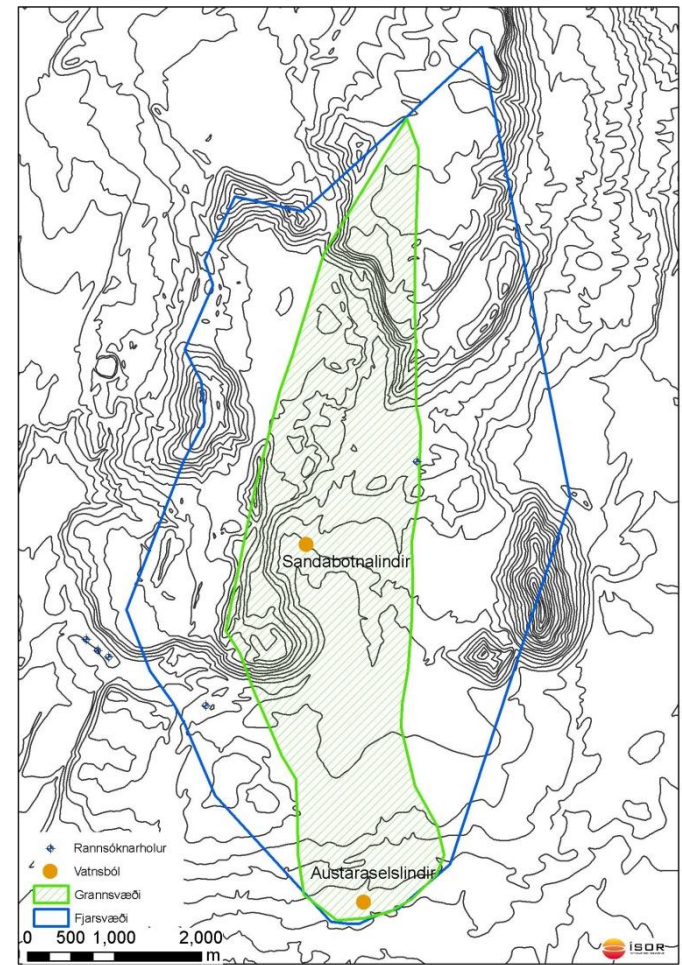 Sandabotnalindir
Austaraselslindir
Rannsóknarholur
Vatnsból
Grannsvæði
Fjarsvæði
0 500 1,000 2,000
m
ÍSOR